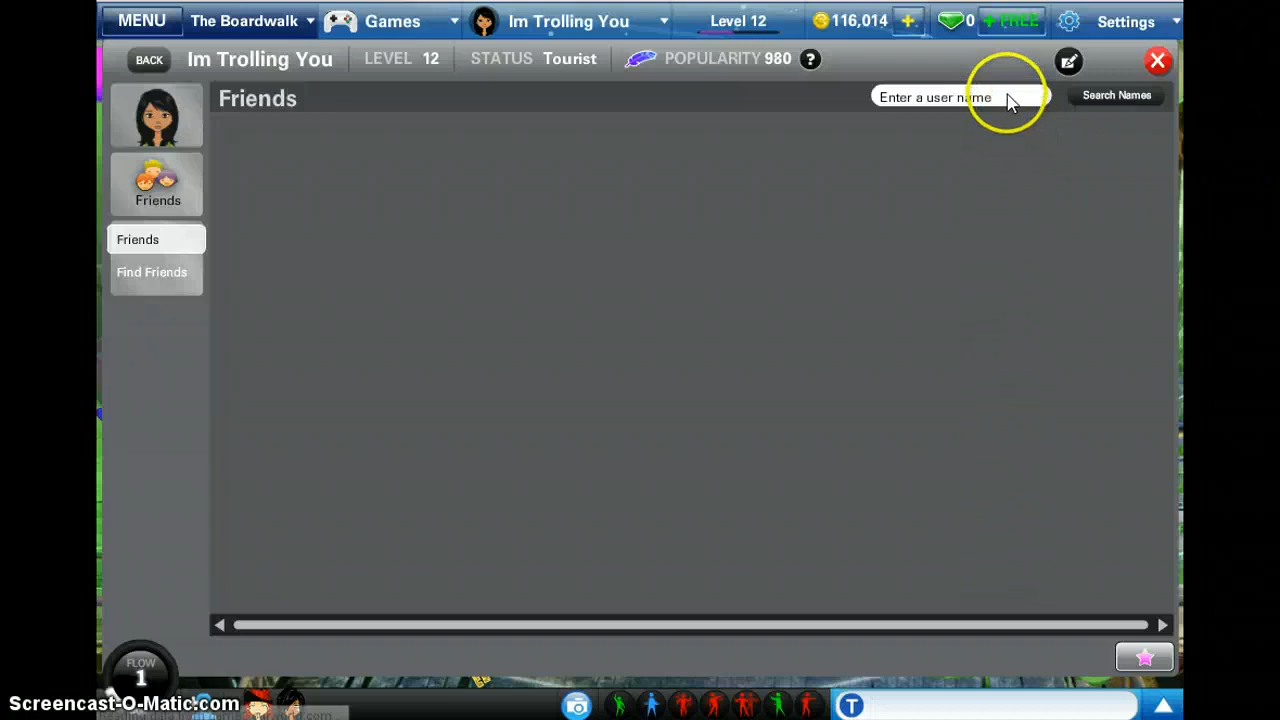 MENU The Boardwalk Games Im Trolling You Level 12 116,014 + 0 + FREE Settings
BACK Im Trolling You LEVEL 12 STATUS Tourist POPULARITY 980 ?
Friends Enter a user name Search Names
Friends
Friends
Find Friends
FLOW
1
Screencast-O-Matic.com
T